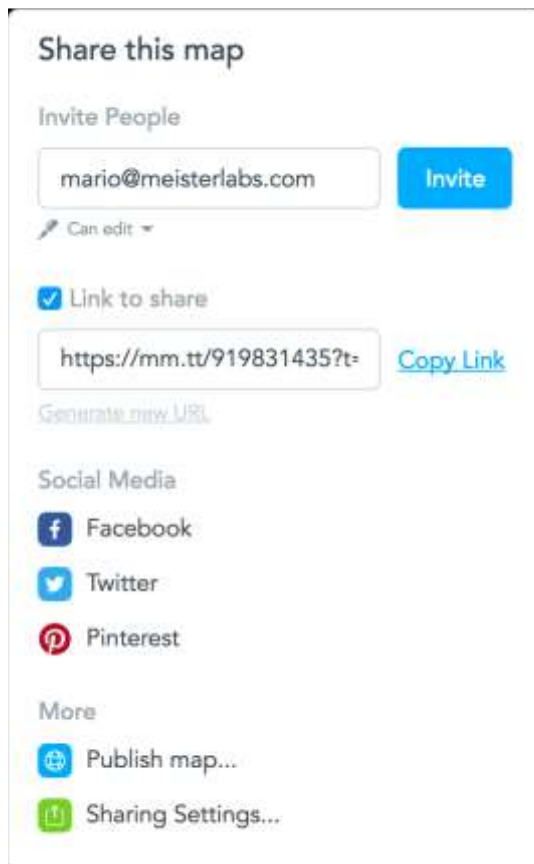 Share this map
Invite People
mario@meisterlabs.com Invite
Can edit
Link to share
https://mm.tt/919831435?t= Copy Link
Generate new URL
Social Media
Facebook
Twitter
Pinterest
More
Publish map...
Sharing Settings...